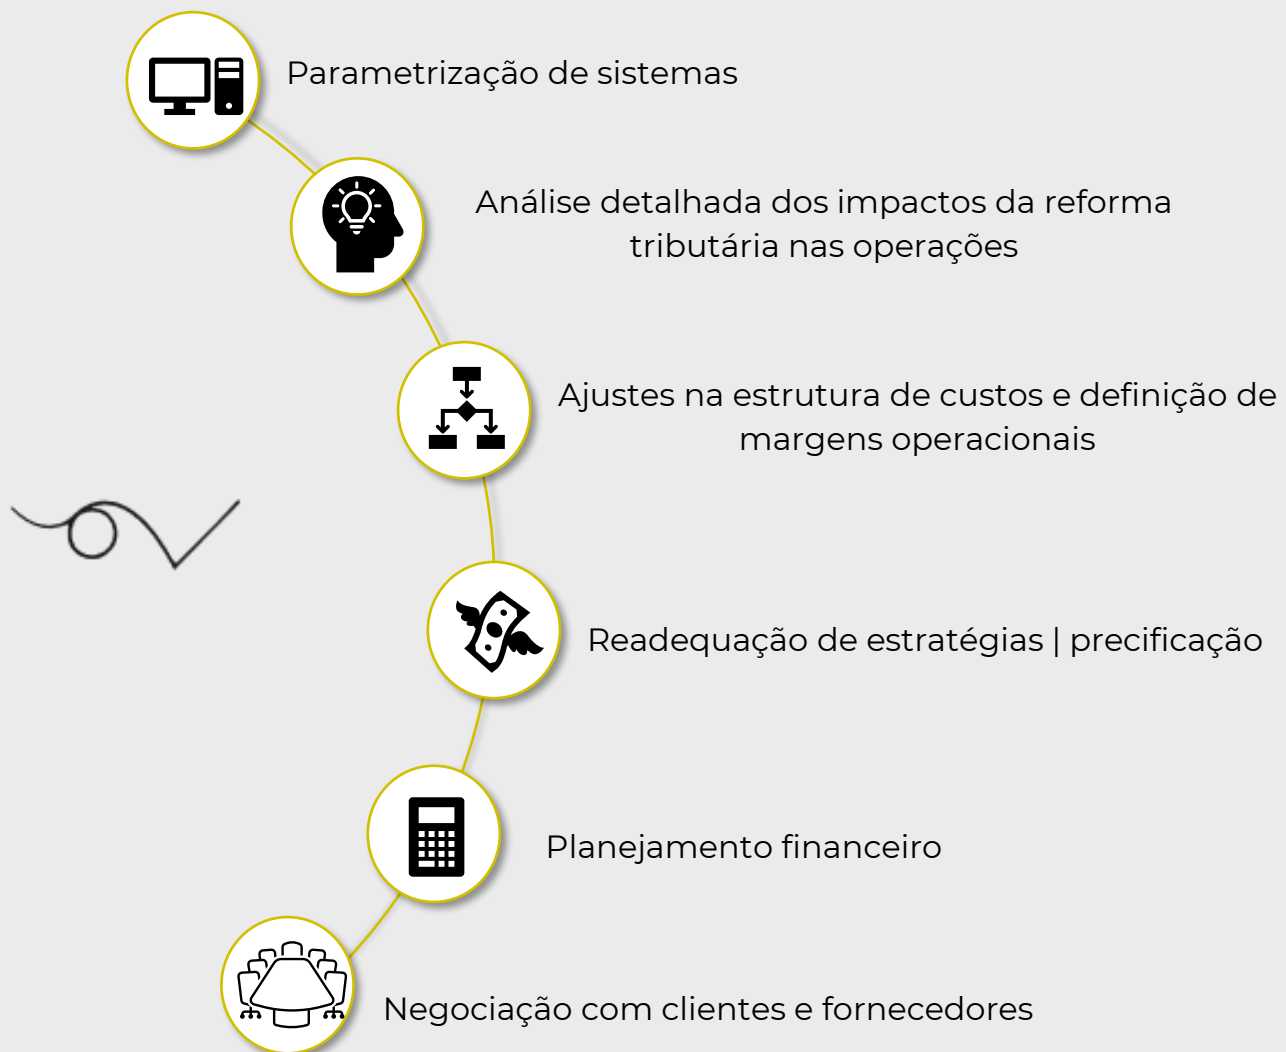 Parametrização de sistemas
Análise detalhada dos impactos da reforma
tributária nas operações
Ajustes na estrutura de custos e definição de
margens operacionais
Readequação de estratégias | precificação
Planejamento financeiro
Negociação com clientes e fornecedores